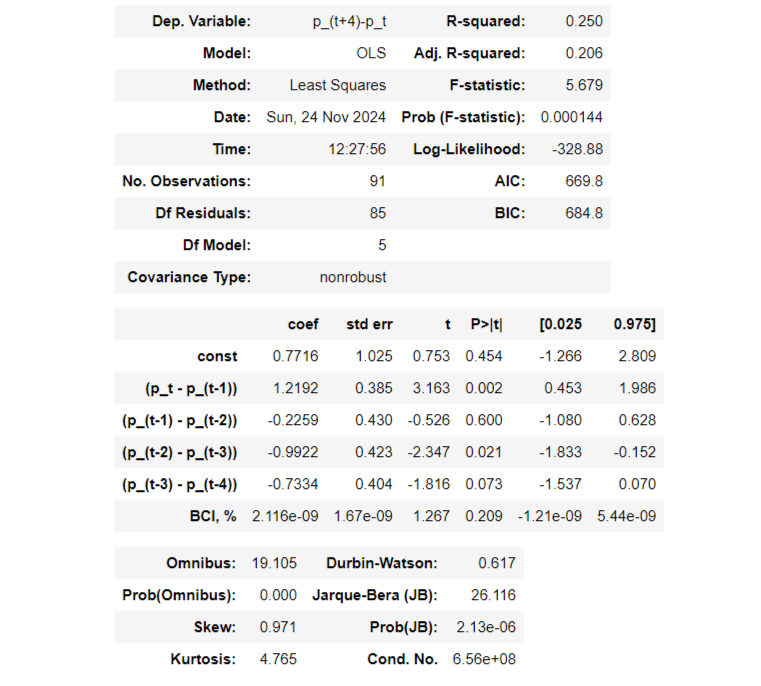 Dep. Variable: p_(t+4)-p_t R-squared: 0.250
Model: OLS Adj. R-squared: 0.206
Method: Least Squares F-statistic: 5.679
Date: Sun, 24 Nov 2024 Prob (F-statistic): 0.000144
Time: 12:27:56 Log-Likelihood: -328.88
No. Observations: 91 AIC: 669.8
Df Residuals: 85 BIC: 684.8
Df Model: 5
Covariance Type: nonrobust
coef std err t P>|t| [0.025 0.975]
const 0.7716 1.025 0.753 0.454 -1.266 2.809
(p_t - p_(t-1)) 1.2192 0.385 3.163 0.002 0.453 1.986
(p_(t-1) - p_(t-2)) -0.2259 0.430 -0.526 0.600 -1.080 0.628
(p_(t-2) - p_(t-3)) -0.9922 0.423 -2.347 0.021 -1.833 -0.152
(p_(t-3) - p_(t-4)) -0.7334 0.404 -1.816 0.073 -1.537 0.070
BCI, % 2.116e-09 1.67e-09 1.267 0.209 -1.21e-09 5.44e-09
Omnibus: 19.105 Durbin-Watson: 0.617
Prob(Omnibus): 0.000 Jarque-Bera (JB): 26.116
Skew: 0.971 Prob(JB): 2.13e-06
Kurtosis: 4.765 Cond. No. 6.56e+08